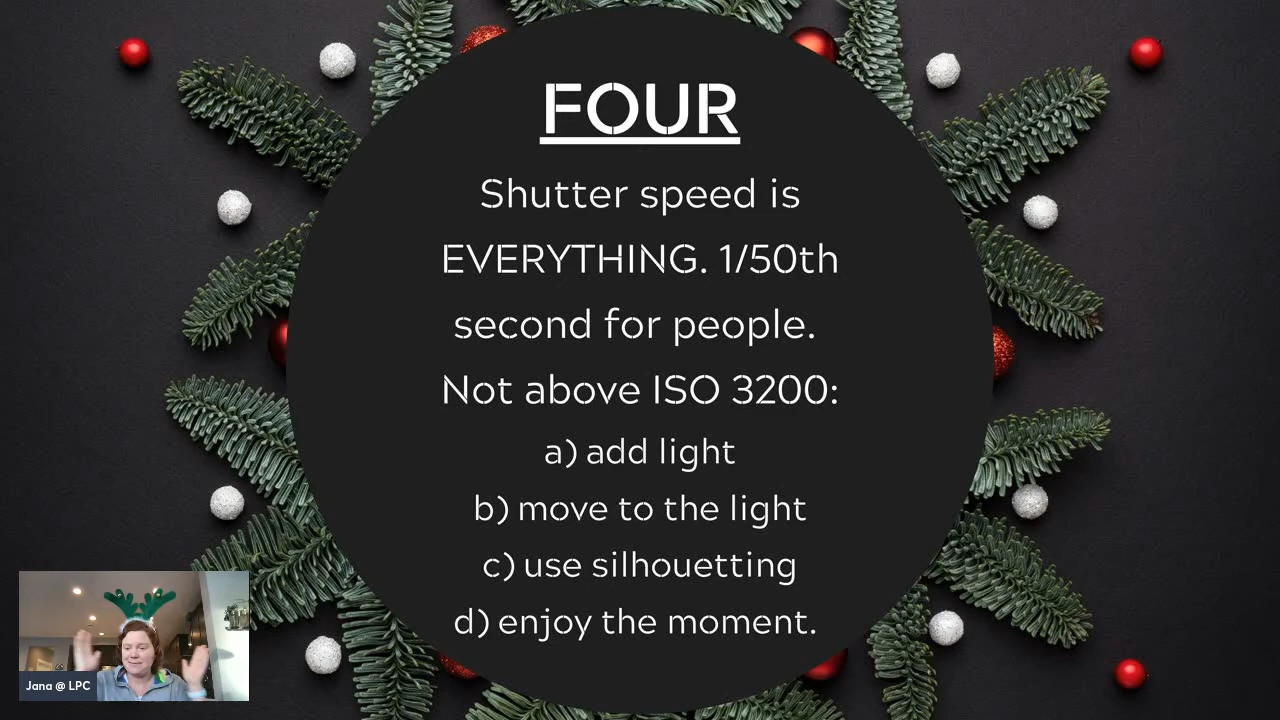 FOUR
Shutter speed is
EVERYTHING. 1/50th
second for people.
Not above ISO 3200:
a) add light
b) move to the light
c) use silhouetting
d) enjoy the moment.
Jana @ LPC